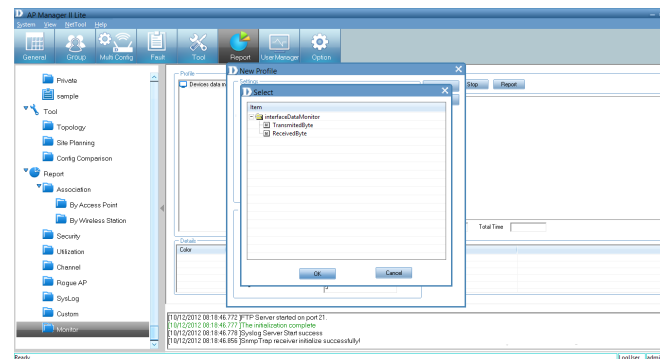 D AP Manager II Lite
System View NetTool Help
General Group Multi Config Fault Tool Report UserManager Option
Private
sample
Tool
Topology
Site Planning
Config Comparison
Report
Association
By Access Point
By Wireless Station
Security
Utilization
Channel
Rogue AP
SysLog
Custom
Monitor
Profile
Devices data m
New Profile
Settings
Stop Report
Select
Item
interfaceDataMonitor
TransmitedByte
ReceivedByte
OK Cancel
Total Time
Details
Color
[10/12/2012 08:18:46.772 ]FTP Server started on port 21.
[10/12/2012 08:18:46.777 ]The initialization complete
[10/12/2012 08:18:46.778 ]Syslog Server Start success
[10/12/2012 08:18:46.856 ]SnmpTrap receiver initialize successfully!
Ready